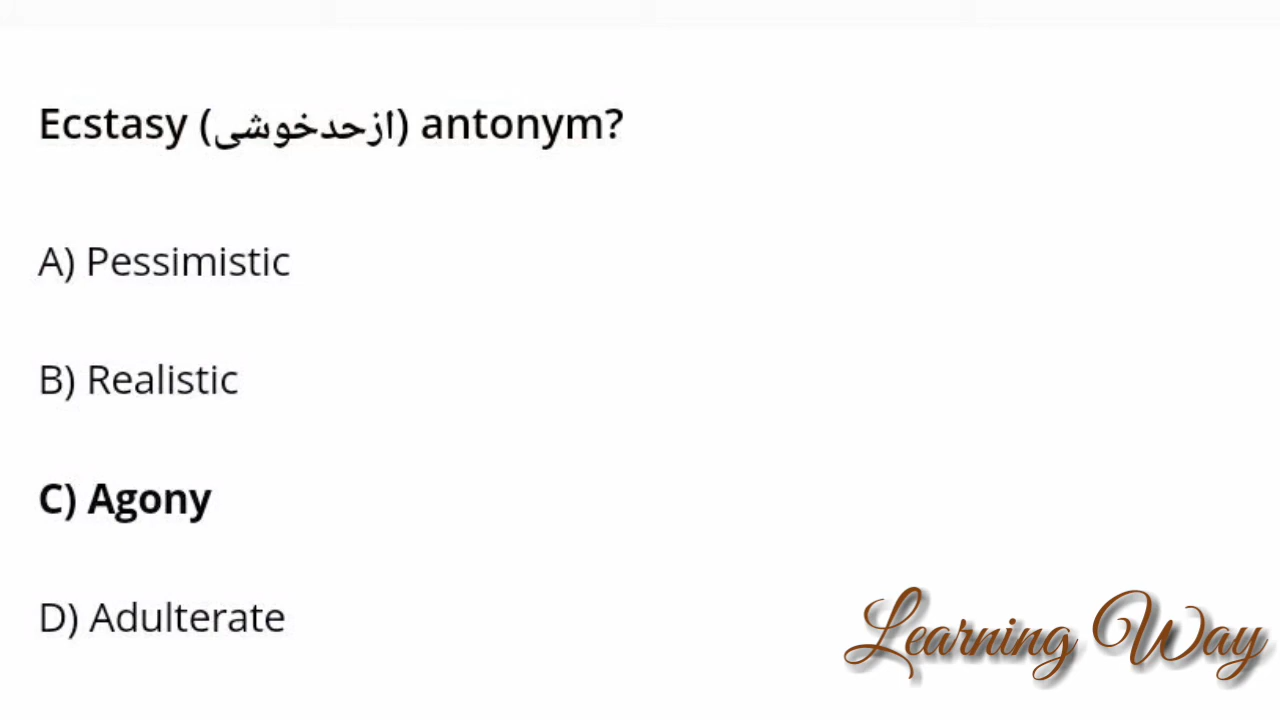 Ecstasy (ازحدخوشی) antonym?
A) Pessimistic
B) Realistic
C) Agony
D) Adulterate
Learning Way